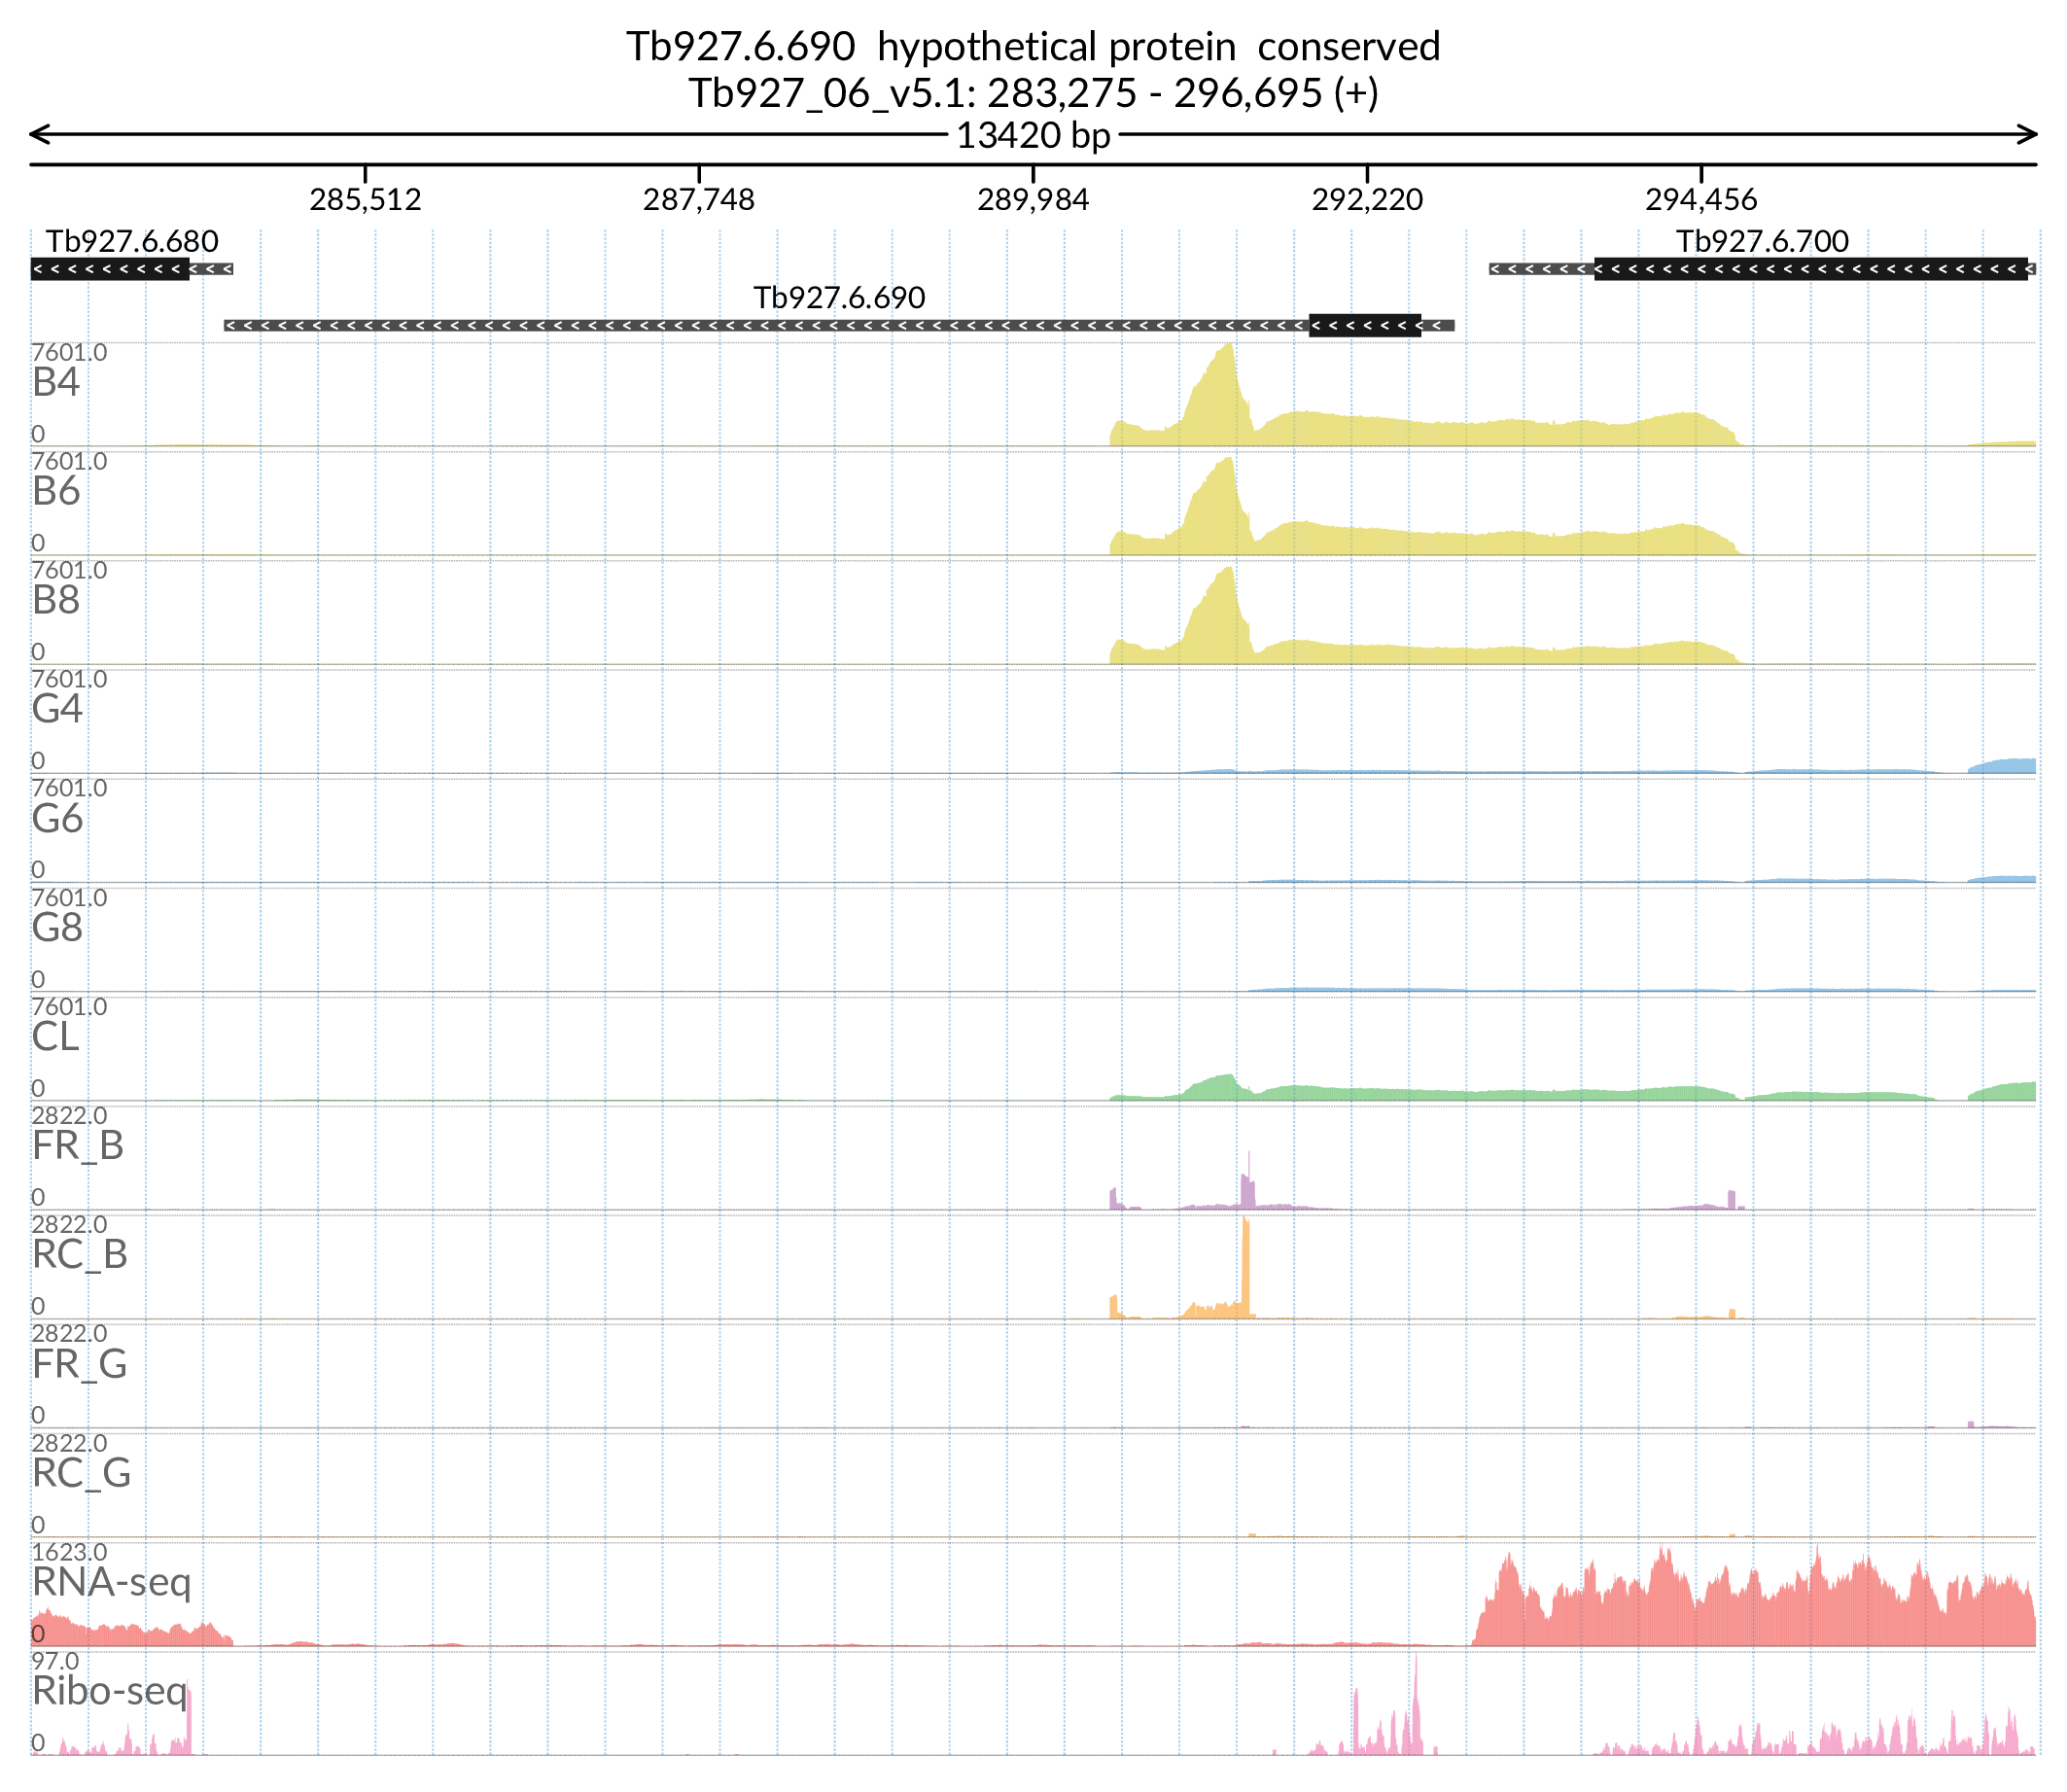 Tb927.6.690 hypothetical protein conserved
Tb927_06_v5.1: 283,275 - 296,695 (+)
13420 bp
285,512 287,748 289,984 292,220 294,456
Tb927.6.680 Tb927.6.700
Tb927.6.690
7601.0
B4
0
7601.0
B6
0
7601.0
B8
0
7601.0
G4
0
7601.0
G6
0
7601.0
G8
0
7601.0
CL
0
2822.0
FR_B
0
2822.0
RC_B
0
2822.0
FR_G
0
2822.0
RC_G
0
1623.0
RNA-seq
0
97.0
Ribo-seq
0